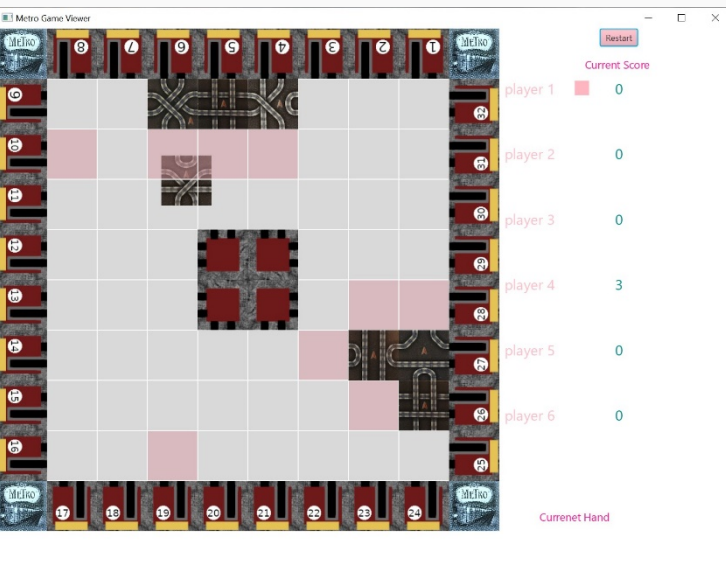 Metro Game Viewer
METRO 8 7 6 5 4 3 2 1 METRO
Restart
Current Score
9 32
player 1 0
A A A
10 31
player 2 0
11 30
player 3 0
12 29
13 28
player 4 3
14 27
A A
player 5 0
15 26
A
player 6 0
16 25
METRO 17 18 19 20 21 22 23 24 METRO
Currenet Hand